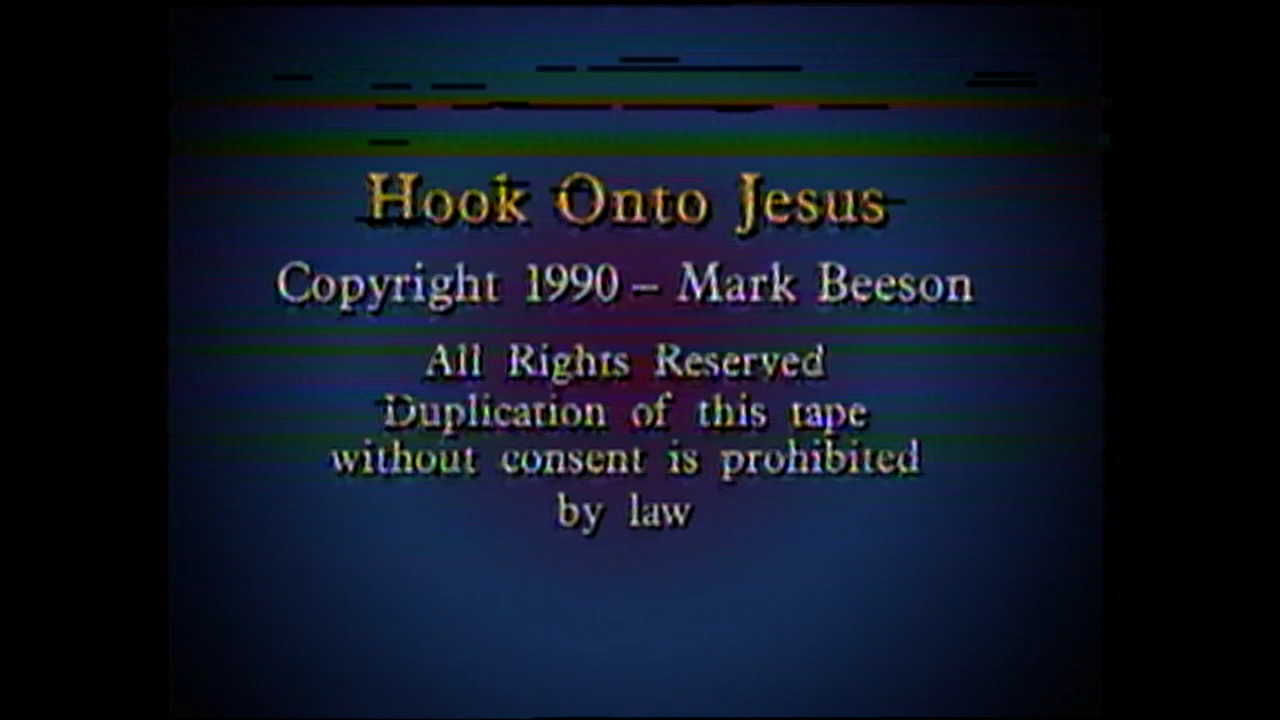 Hook Onto Jesus
Copyright 1990 – Mark Beeson
All Rights Reserved
Duplication of this tape
without consent is prohibited
by law